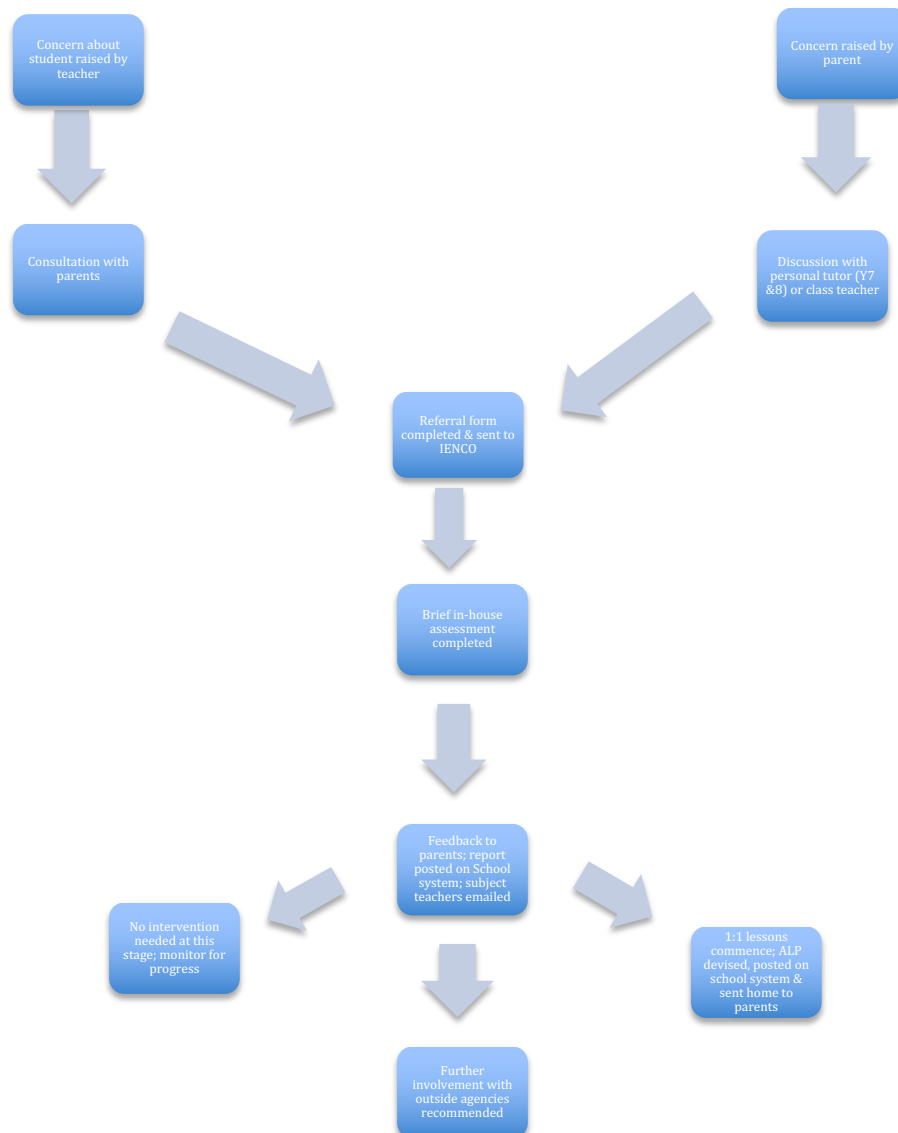 Concern about
student raised by
teacher
Concern raised by
parent
Consultation with
parents
Discussion with
personal tutor (Y7
&8) or class teacher
Referral form
completed & sent to
IENCO
Brief in-house
assessment
completed
Feedback to
parents; report
posted on School
system; subject
teachers emailed
No intervention
needed at this
stage; monitor for
progress
1:1 lessons
commence; ALP
devised, posted on
school system &
sent home to
parents
Further
involvement with
outside agencies
recommended